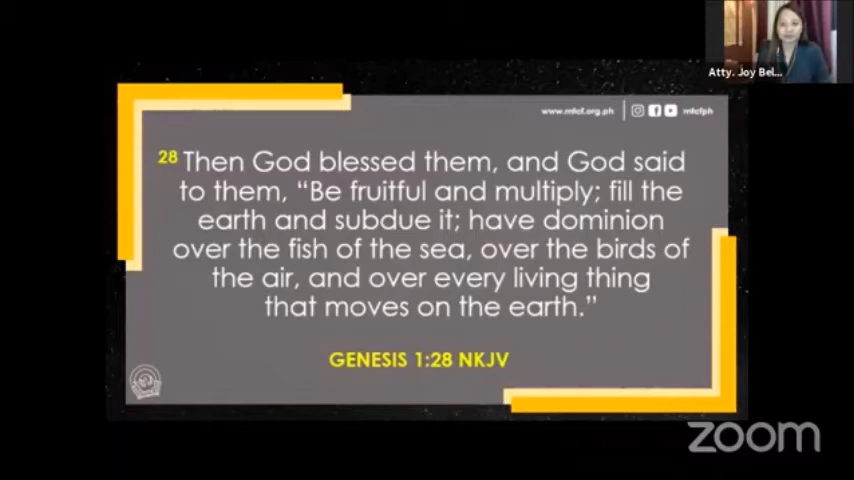 Atty. Joy Bel...
www.mfcf.org.ph
mfcfph
28 Then God blessed them, and God said
to them, “Be fruitful and multiply; fill the
earth and subdue it; have dominion
over the fish of the sea, over the birds of
the air, and over every living thing
that moves on the earth.”
GENESIS 1:28 NKJV
zoom